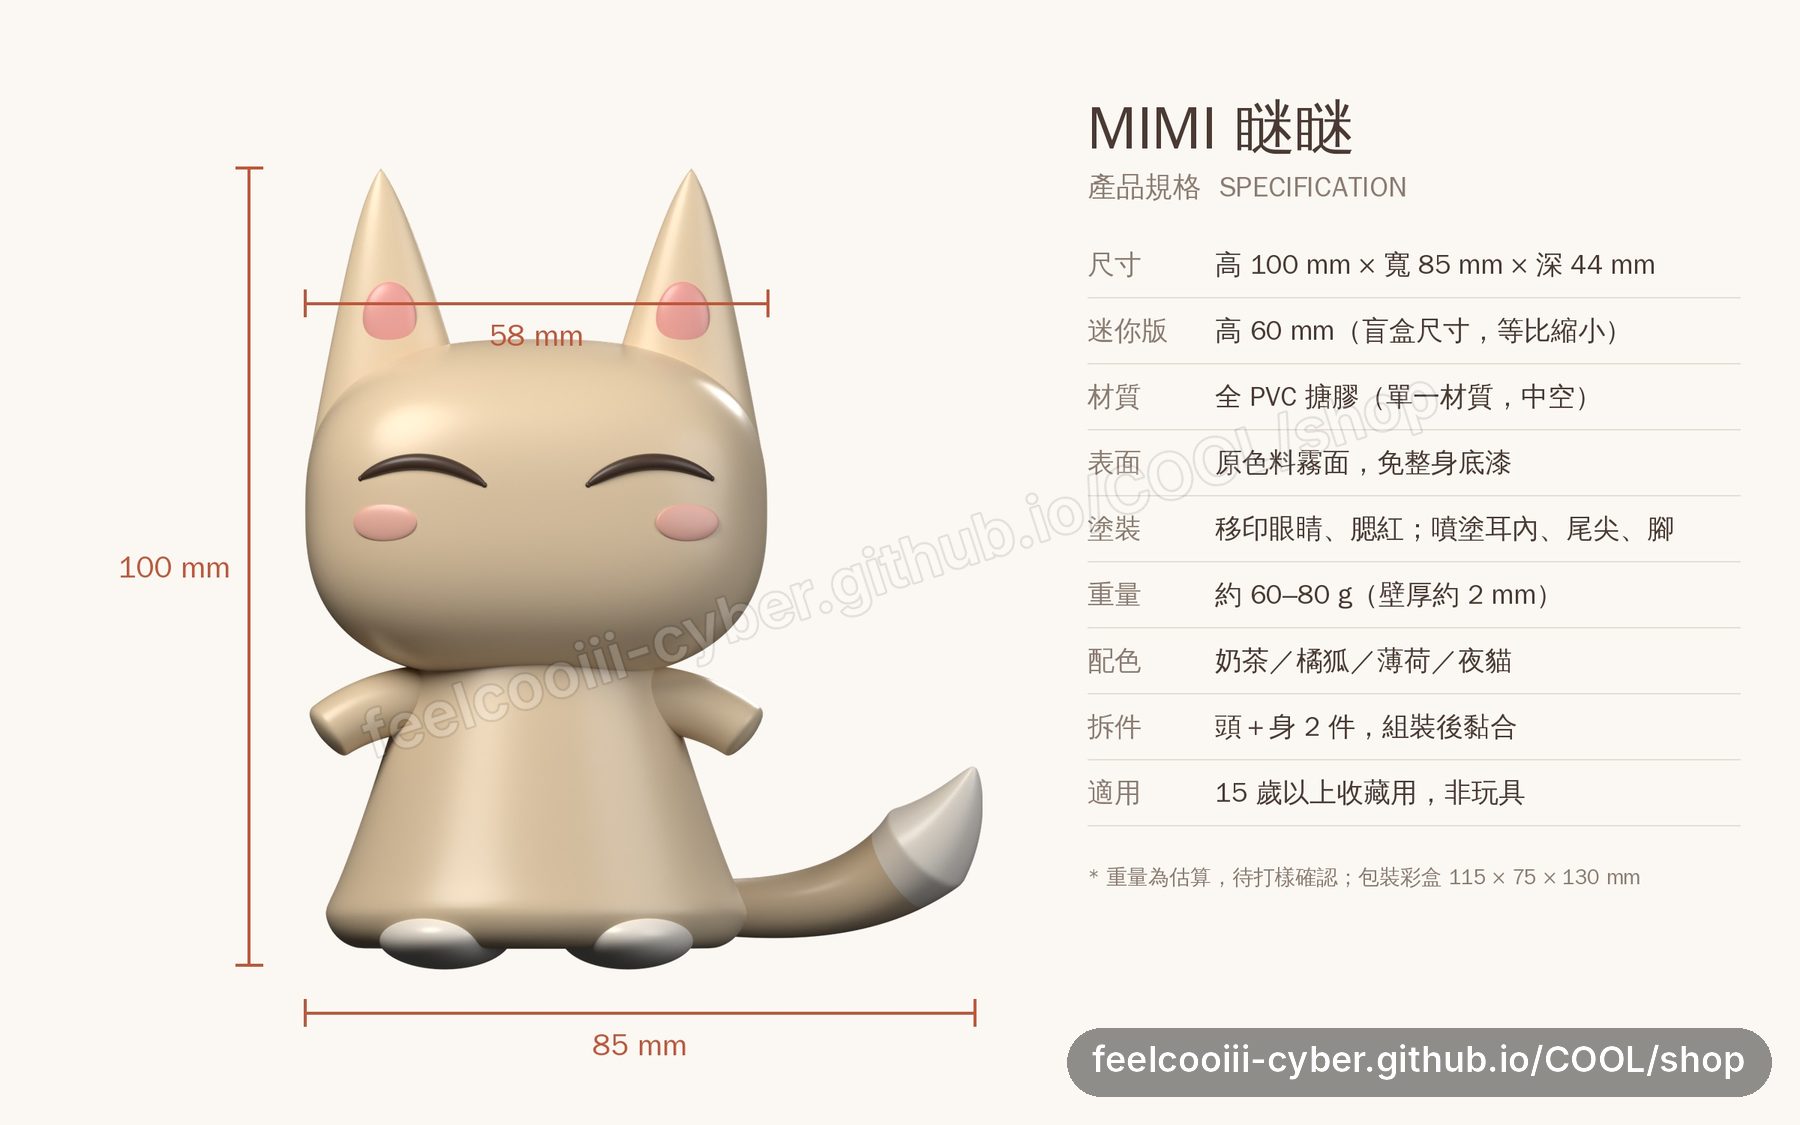 MIMI 瞇瞇
產品規格 SPECIFICATION
尺寸 高 100 mm × 寬 85 mm × 深 44 mm
迷你版 高 60 mm（盲盒尺寸，等比縮小）
材質 全 PVC 搪膠（單一材質，中空）
表面 原色料霧面，免整身底漆
塗裝 移印眼睛、腮紅；噴塗耳內、尾尖、腳
重量 約 60–80 g（壁厚約 2 mm）
配色 奶茶／橘狐／薄荷／夜貓
拆件 頭＋身 2 件，組裝後黏合
適用 15 歲以上收藏用，非玩具
* 重量為估算，待打樣確認；包裝彩盒 115 × 75 × 130 mm
58 mm
100 mm
85 mm
feelcooiii-cyber.github.io/COOL/shop
feelcooiii-cyber.github.io/COOL/shop